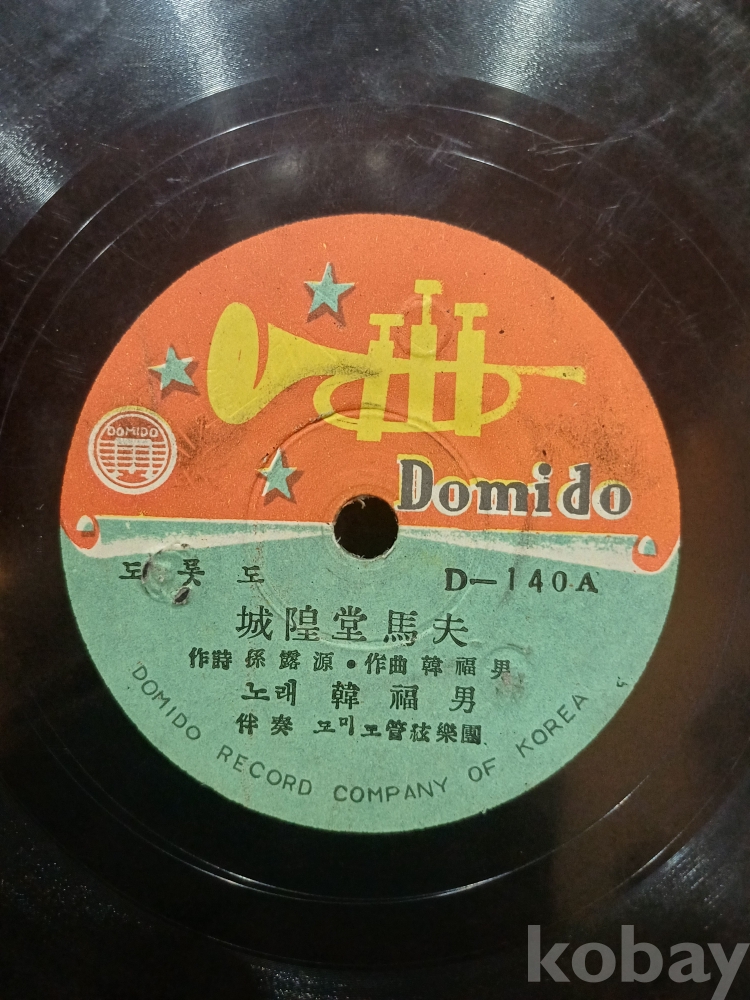 DOMIDO
Domido
도 롯 도
D-140A
城隍堂馬夫
作詩 孫露源・作曲 韓福男
노래 韓福男
伴奏 도미도管絃樂團
DOMIDO RECORD COMPANY OF KOREA
kobay